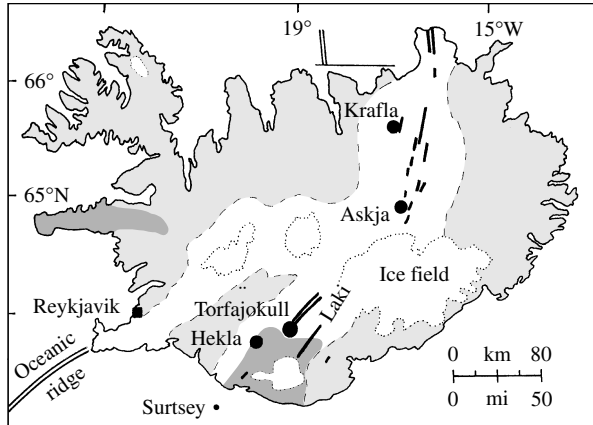 19° 15°W
66°
Krafla
65°N
Askja
Ice field
Reykjavik
Torfajøkull
Laki
Hekla
Oceanic
ridge
Surtsey
0 km 80
0 mi 50